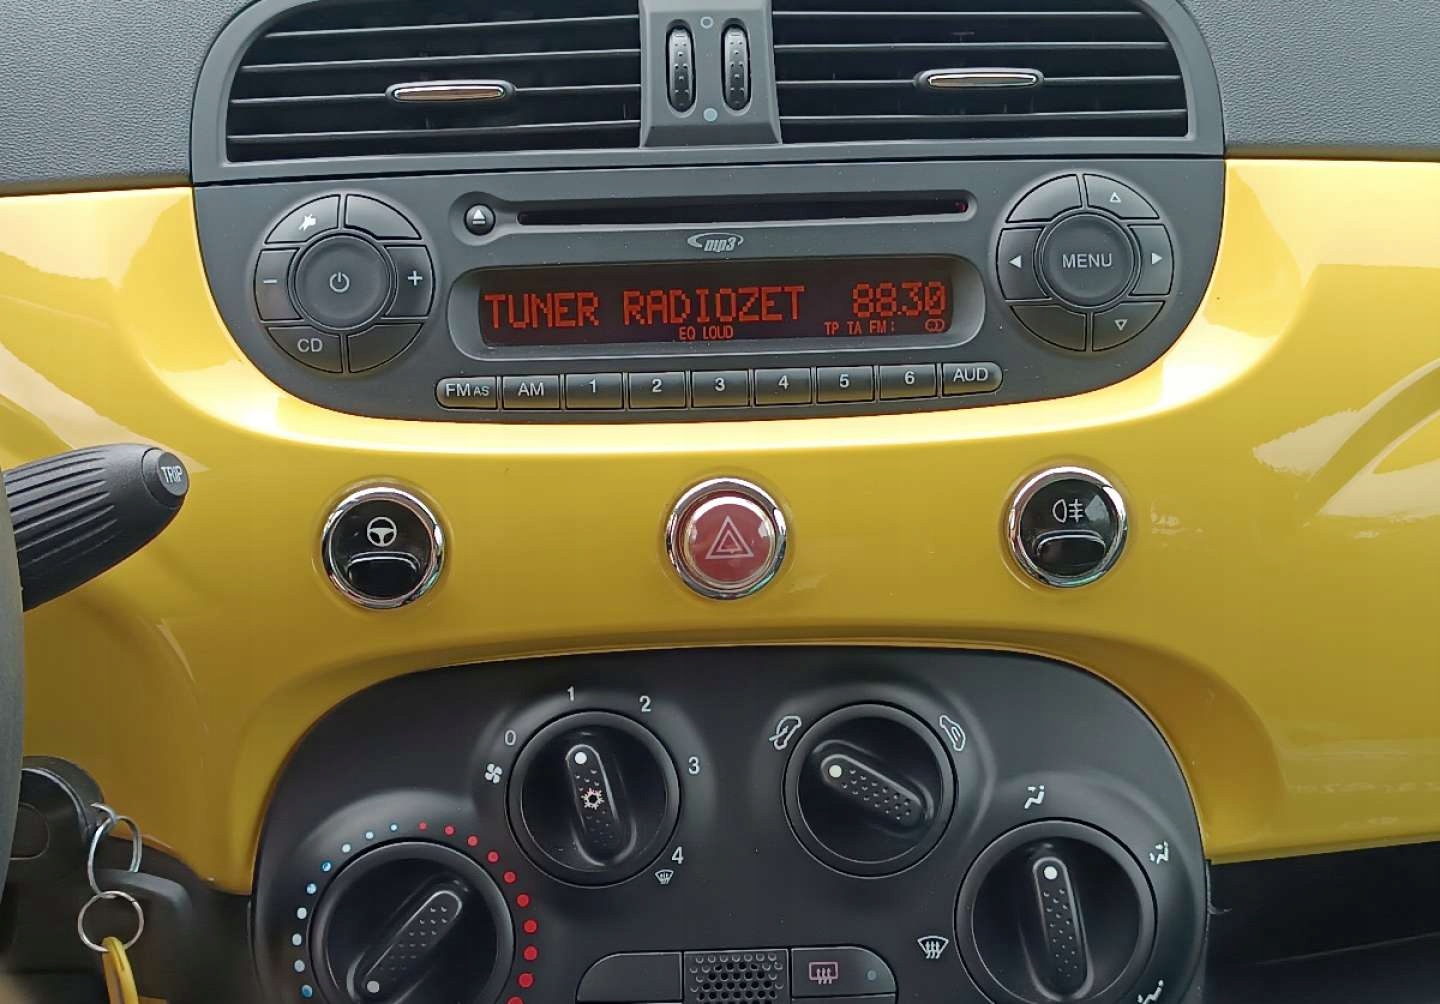 mp3
MENU
TUNER RADIOZET 88.30
EQ LOUD TP TA FM:
CD
FM AS AM 1 2 3 4 5 6 AUD
TRIP
1 2
0
3
4